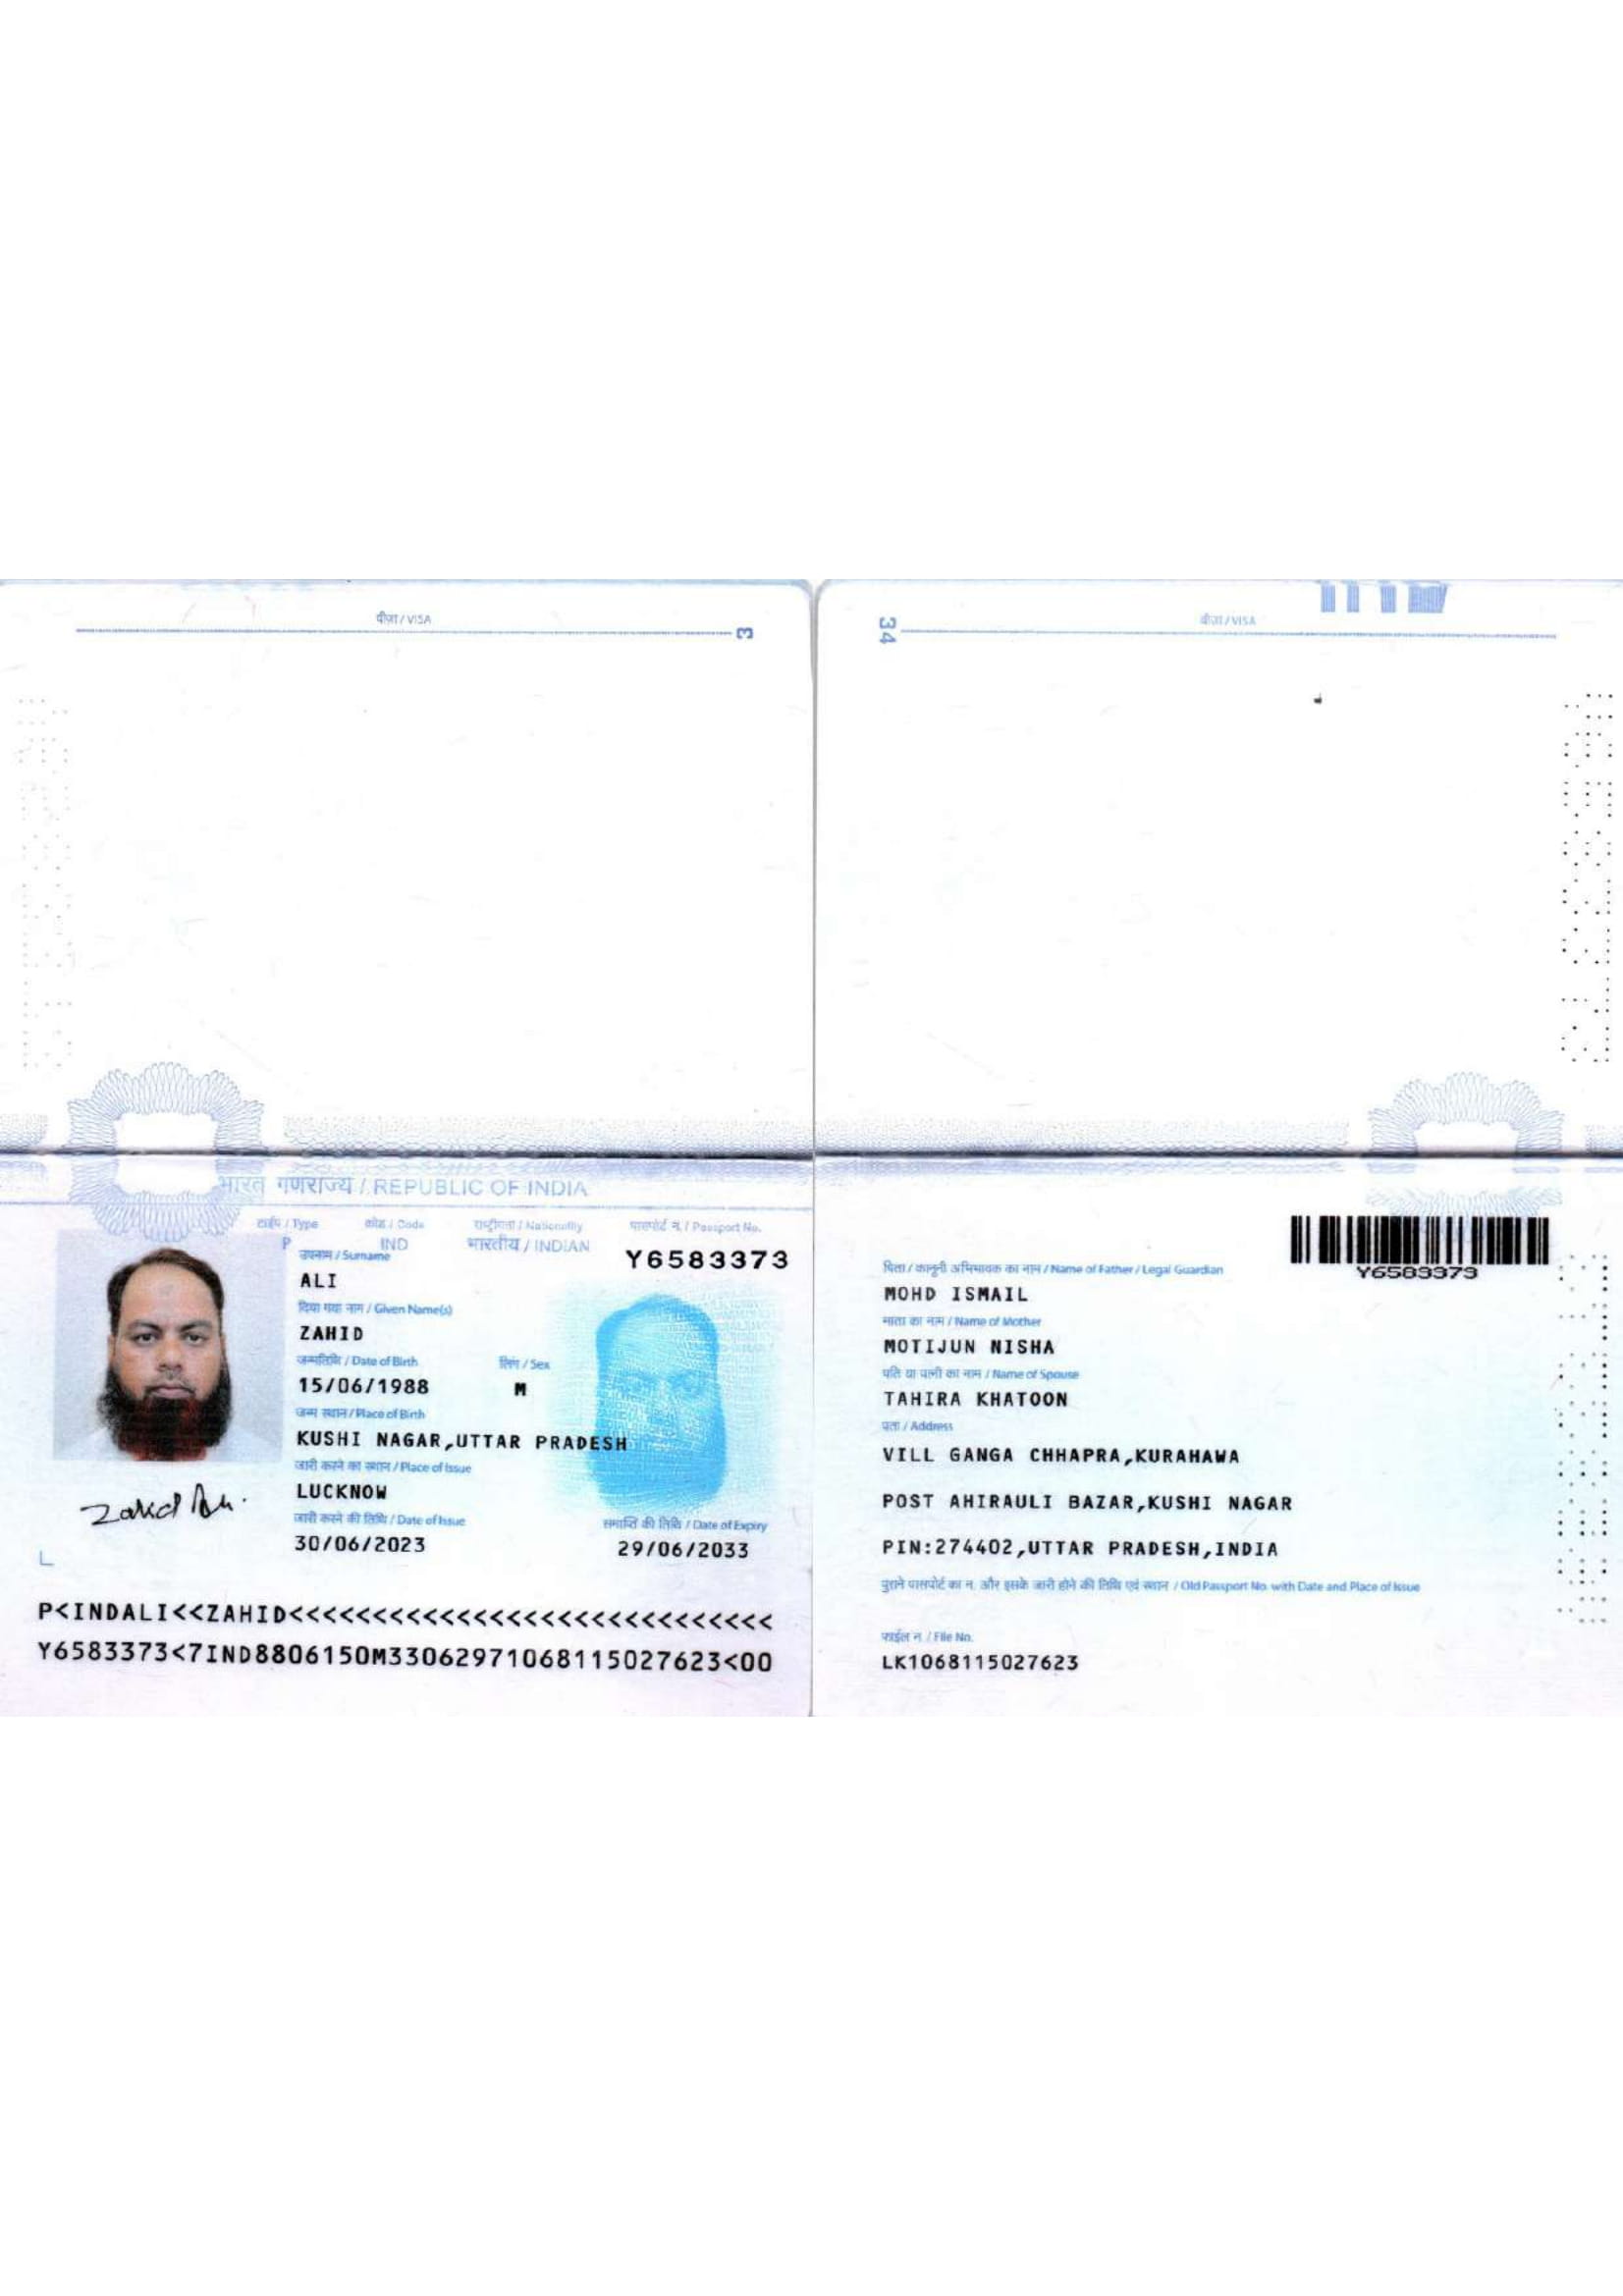 वीज़ा / VISA
3
34
वीज़ा / VISA
भारत गणराज्य / REPUBLIC OF INDIA
टाईप / Type
कोड / Code
राष्ट्रीयता / Nationality
पासपोर्ट नं. / Passport No.
P
IND
भारतीय / INDIAN
Y6583373
उपनाम / Surname
ALI
दिया गया नाम / Given Name(s)
ZAHID
जन्मतिथि / Date of Birth
लिंग / Sex
15/06/1988
M
जन्म स्थान / Place of Birth
KUSHI NAGAR,UTTAR PRADESH
जारी करने का स्थान / Place of Issue
LUCKNOW
जारी करने की तिथि / Date of Issue
समाप्ति की तिथि / Date of Expiry
30/06/2023
29/06/2033
Zahid Ali.
P<INDALI<<ZAHID<<<<<<<<<<<<<<<<<<<<<<<<<<<<<
Y6583373<7IND8806150M3306297106811502762‌3<00
Y6583373
पिता / कानूनी अभिभावक का नाम / Name of Father / Legal Guardian
MOHD ISMAIL
माता का नाम / Name of Mother
MOTIJUN NISHA
पति या पत्नी का नाम / Name of Spouse
TAHIRA KHATOON
पता / Address
VILL GANGA CHHAPRA,KURAHAWA
POST AHIRAULI BAZAR,KUSHI NAGAR
PIN:274402,UTTAR PRADESH,INDIA
पुराने पासपोर्ट का न. और इसके जारी होने की तिथि एवं स्थान / Old Passport No. with Date and Place of Issue
फाईल न. / File No.
LK1068115027623